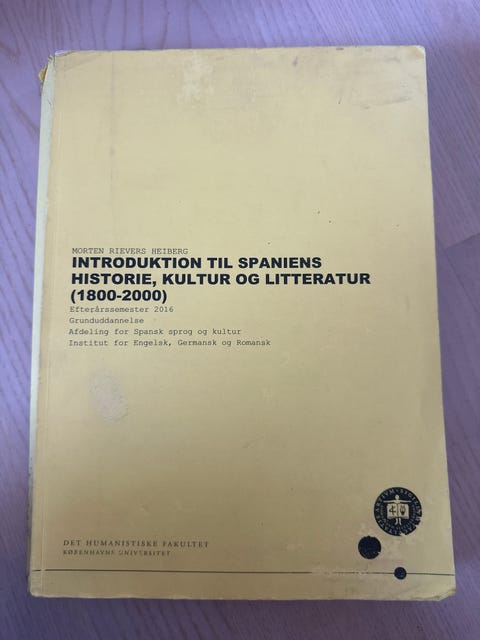 MORTEN RIEVERS HEIBERG
INTRODUKTION TIL SPANIENS
HISTORIE, KULTUR OG LITTERATUR
(1800-2000)
Efterårssemester 2016
Grunduddannelse
Afdeling for Spansk sprog og kultur
Institut for Engelsk, Germansk og Romansk
DET HUMANISTISKE FAKULTET
KØBENHAVNS UNIVERSITET